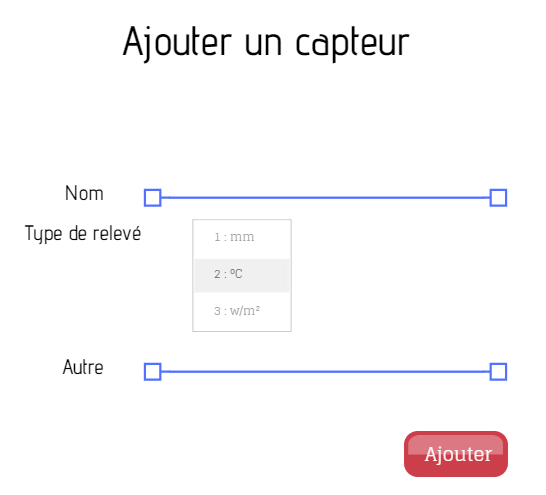 Ajouter un capteur
Nom
Type de relevé
1 : mm
2 : °C
3 : w/m²
Autre
Ajouter